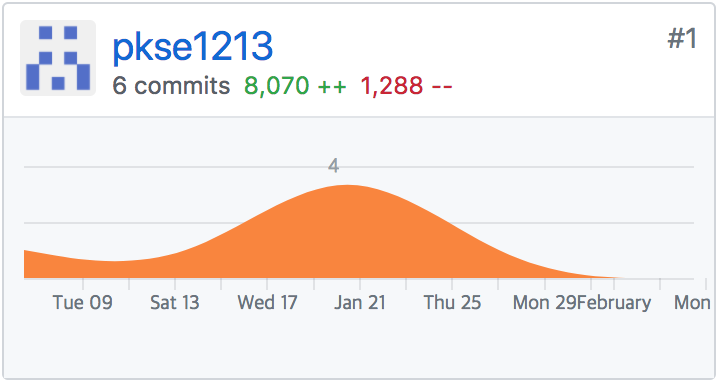 pkse1213 #1
6 commits 8,070 ++ 1,288 --
4
Tue 09 Sat 13 Wed 17 Jan 21 Thu 25 Mon 29February Mon